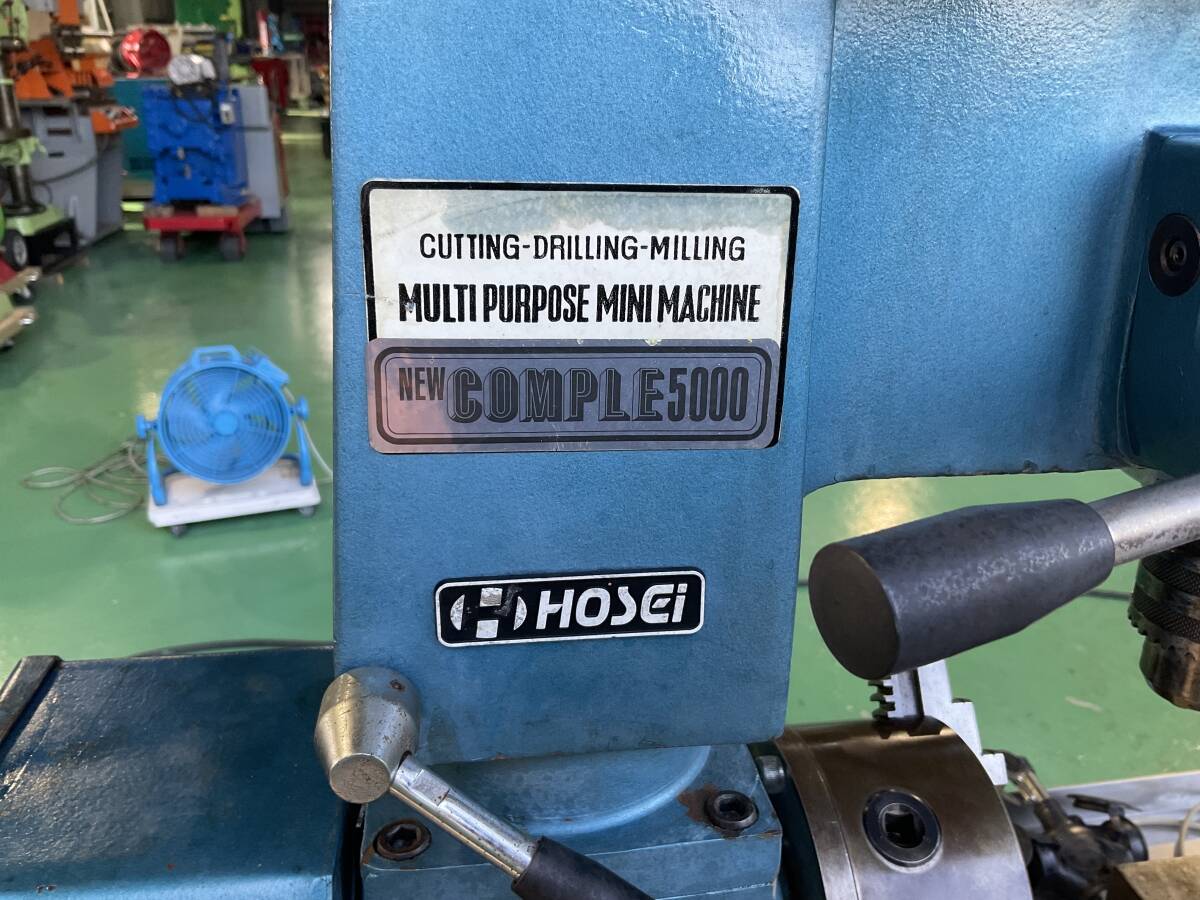 CUTTING-DRILLING-MILLING
MULTI PURPOSE MINI MACHINE
NEW COMPLE 5000
HOSEi